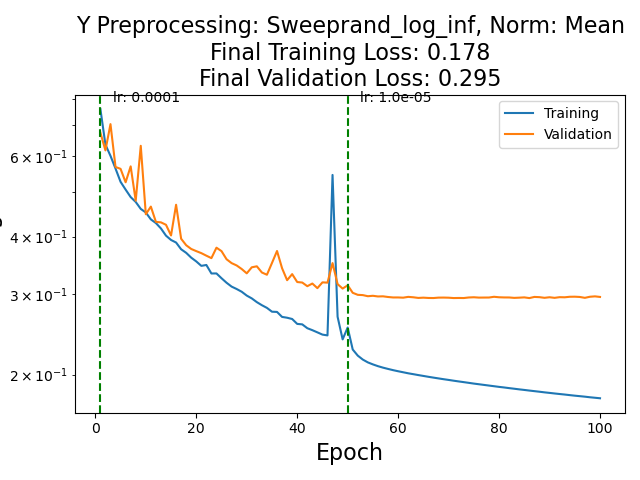 Y Preprocessing: Sweeprand_log_inf, Norm: Mean
Final Training Loss: 0.178
Final Validation Loss: 0.295
lr: 0.0001
lr: 1.0e-05
Training
Validation
6 × 10⁻¹
4 × 10⁻¹
3 × 10⁻¹
2 × 10⁻¹
0 20 40 60 80 100
Epoch